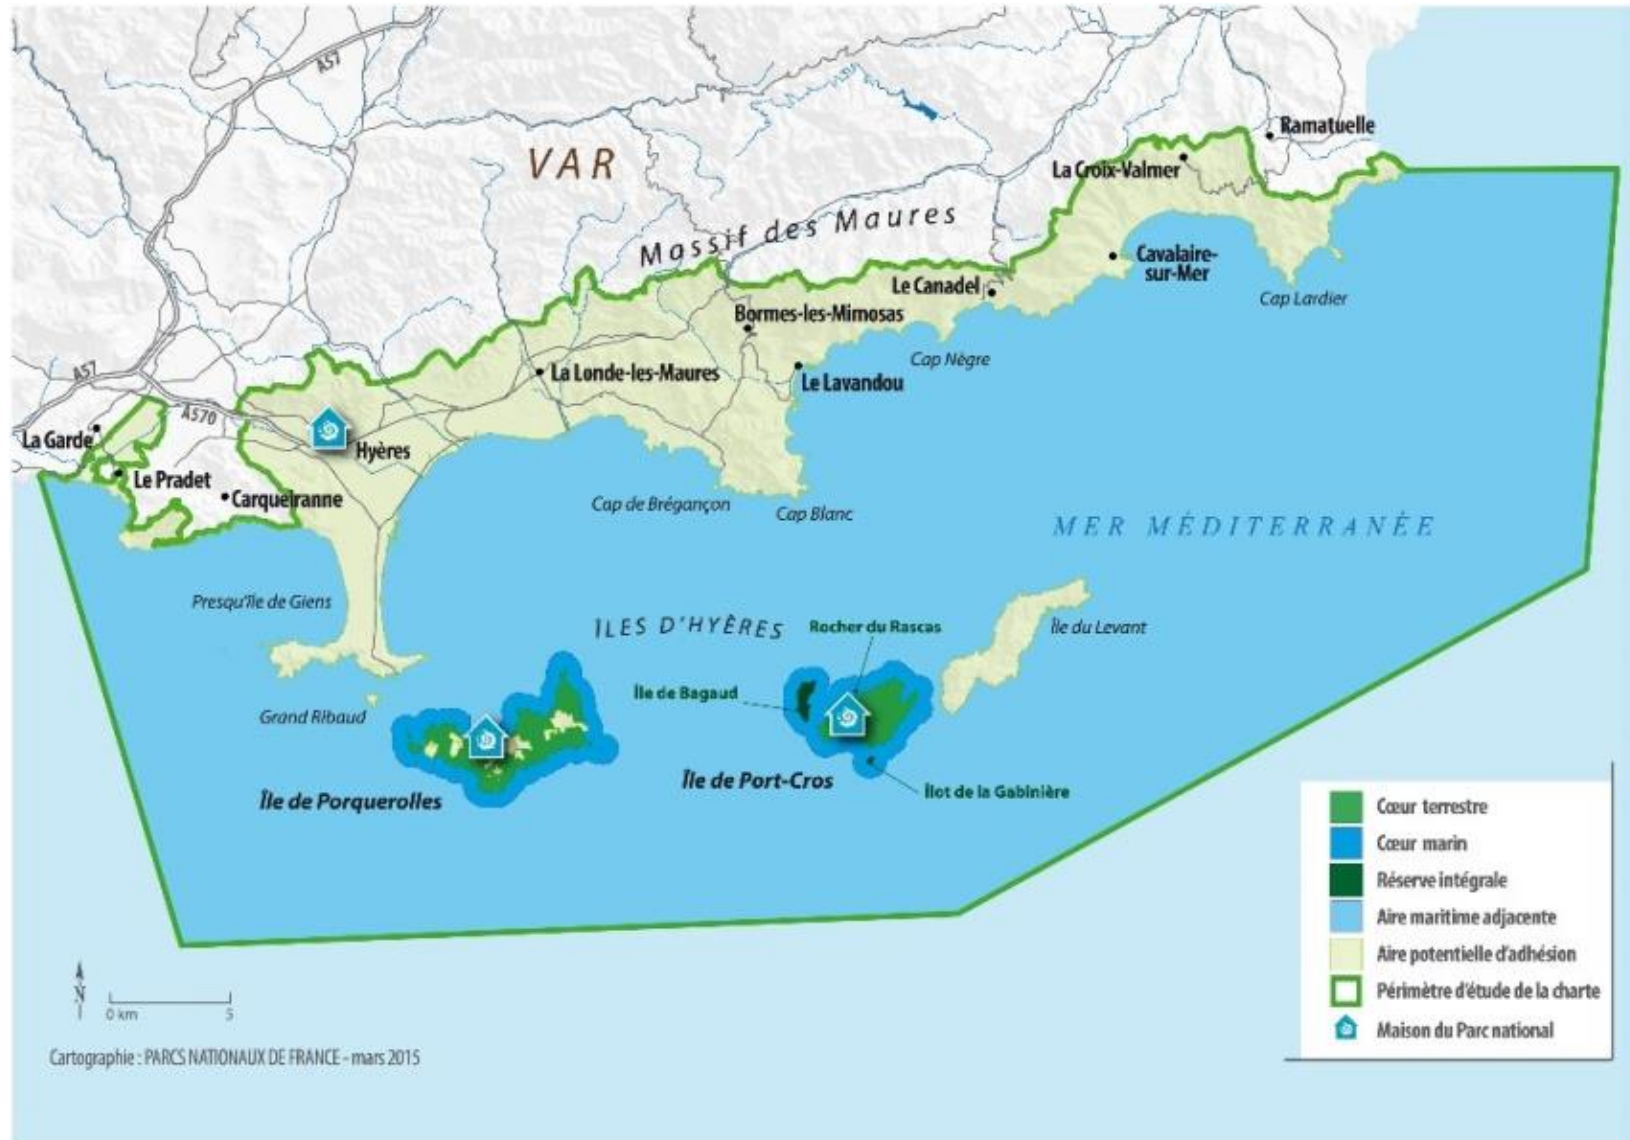 A57
VAR
Ramatuelle
La Croix-Valmer
Massif des Maures
Cavalaire-
sur-Mer
Le Canadel
Cap Lardier
Bormes-les-Mimosas
Cap Nègre
A57
La Londe-les-Maures
Le Lavandou
A570
La Garde
Hyères
Le Pradet
Carqueiranne
Cap de Brégançon
Cap Blanc
MER MÉDITERRANÉE
Presqu'île de Giens
ÎLES D'HYÈRES
Rocher du Rascas
Île du Levant
Île de Bagaud
Grand Ribaud
Île de Port-Cros
Îlot de la Gabinière
Île de Porquerolles
Cœur terrestre
Cœur marin
Réserve intégrale
Aire maritime adjacente
Aire potentielle d'adhésion
Périmètre d'étude de la charte
Maison du Parc national
N
0 km 5
Cartographie : PARCS NATIONAUX DE FRANCE - mars 2015